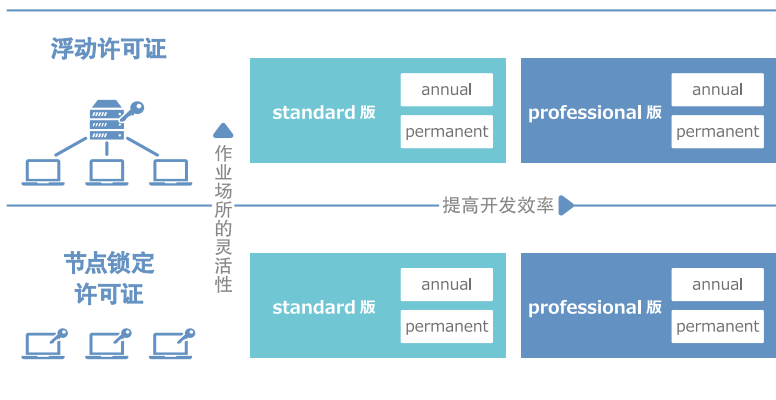 浮动许可证
standard 版
annual
permanent
professional 版
annual
permanent
作业场所的灵活性
提高开发效率
节点锁定
许可证
standard 版
annual
permanent
professional 版
annual
permanent